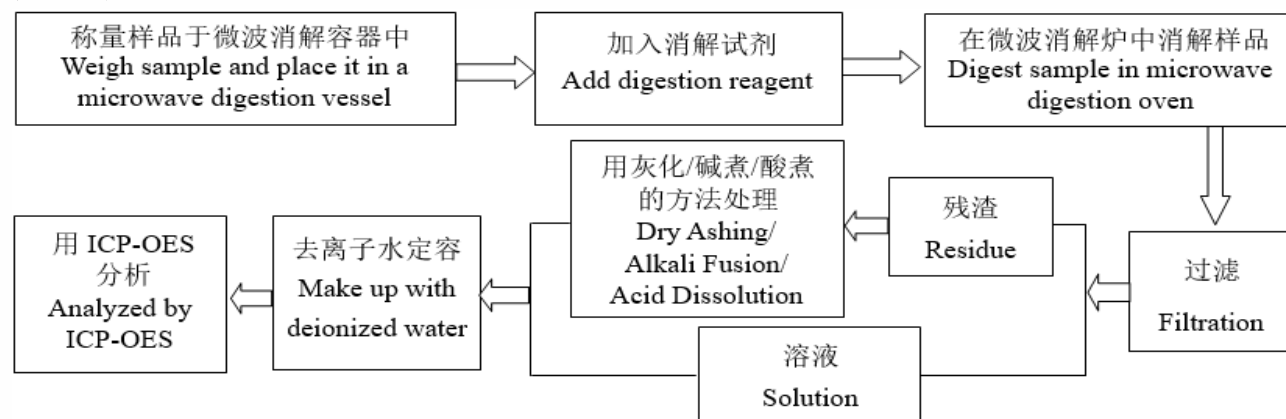 称量样品于微波消解容器中
Weigh sample and place it in a
microwave digestion vessel
加入消解试剂
Add digestion reagent
在微波消解炉中消解样品
Digest sample in microwave
digestion oven
过滤
Filtration
残渣
Residue
用灰化/碱煮/酸煮
的方法处理
Dry Ashing/
Alkali Fusion/
Acid Dissolution
溶液
Solution
去离子水定容
Make up with
deionized water
用 ICP-OES
分析
Analyzed by
ICP-OES